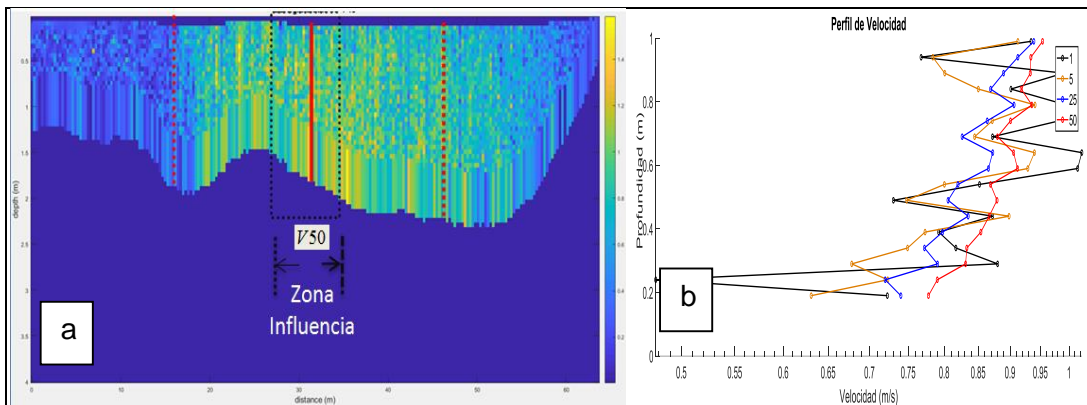 0.5
1
1.5
2
2.5
3
3.5
4
depth (m)
0 10 20 30 40 50 60
distance (m)
V50
Zona
Influencia
a
1.4
1.2
1
0.8
0.6
0.4
0.2
Perfil de Velocidad
1
0.8
0.6
0.4
0.2
0
Profundidad (m)
0.5 0.55 0.6 0.65 0.7 0.75 0.8 0.85 0.9 0.95 1
Velocidad (m/s)
1
5
25
50
b